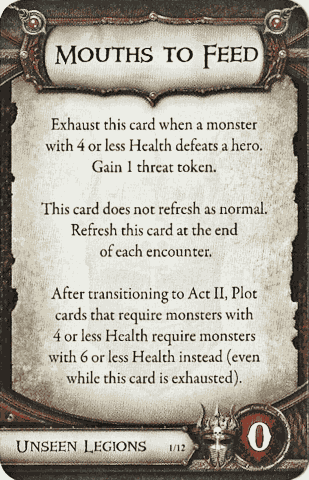 Mouths to Feed
Exhaust this card when a monster
with 4 or less Health defeats a hero.
Gain 1 threat token.
This card does not refresh as normal.
Refresh this card at the end
of each encounter.
After transitioning to Act II, Plot
cards that require monsters with
4 or less Health require monsters
with 6 or less Health instead (even
while this card is exhausted).
Unseen Legions 1/12 0